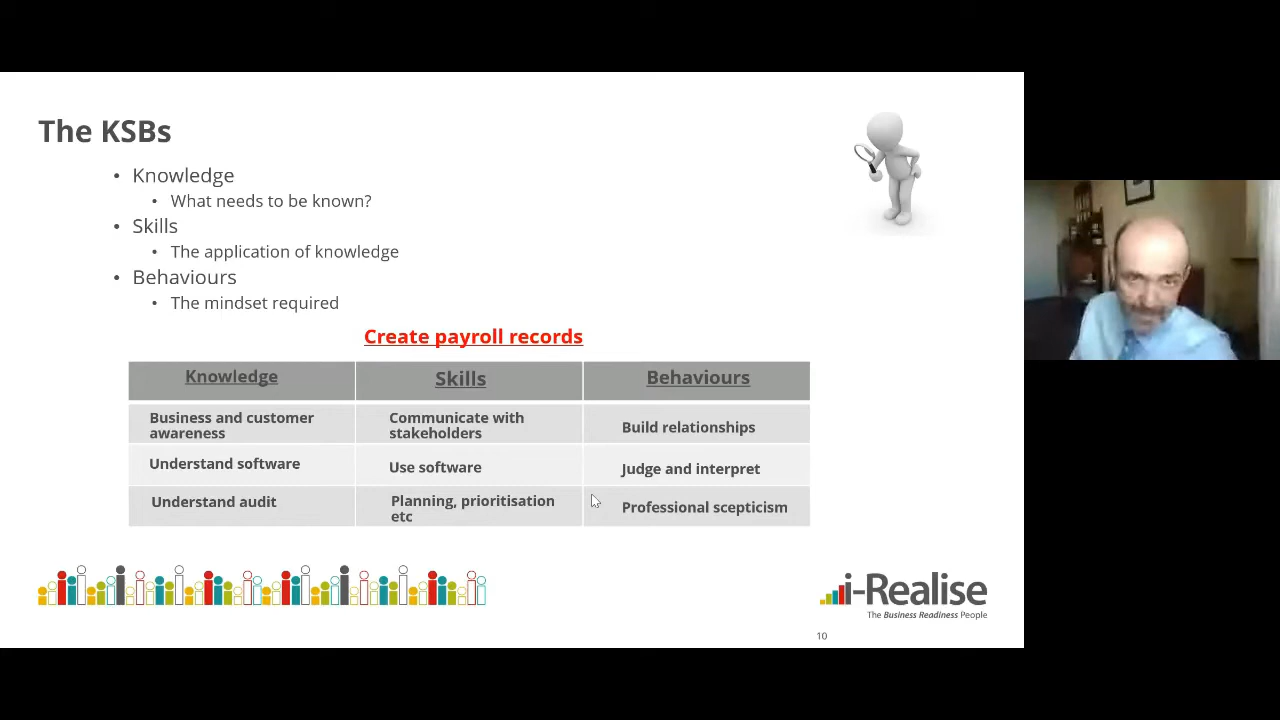 The KSBs
• Knowledge
• What needs to be known?
• Skills
• The application of knowledge
• Behaviours
• The mindset required
Create payroll records
Knowledge Skills Behaviours
Business and customer
awareness
Communicate with
stakeholders
Build relationships
Understand software
Use software
Judge and interpret
Understand audit
Planning, prioritisation
etc
Professional scepticism
i-Realise
The Business Readiness People
10